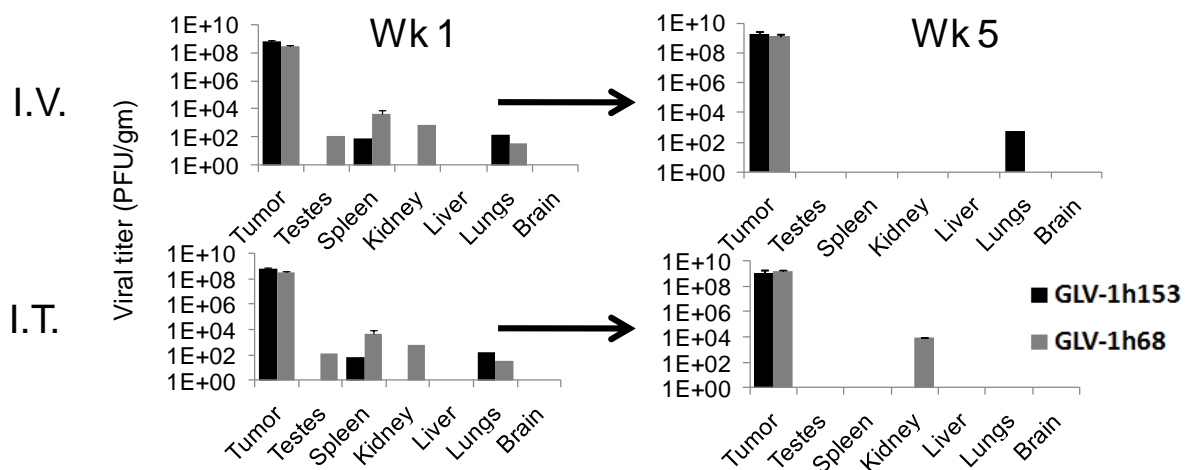 Wk 1
I.V.
Viral titer (PFU/gm)
1E+10
1E+08
1E+06
1E+04
1E+02
1E+00
Tumor
Testes
Spleen
Kidney
Liver
Lungs
Brain
Wk 5
1E+10
1E+08
1E+06
1E+04
1E+02
1E+00
Tumor
Testes
Spleen
Kidney
Liver
Lungs
Brain
I.T.
1E+10
1E+08
1E+06
1E+04
1E+02
1E+00
Tumor
Testes
Spleen
Kidney
Liver
Lungs
Brain
1E+10
1E+08
1E+06
1E+04
1E+02
1E+00
Tumor
Testes
Spleen
Kidney
Liver
Lungs
Brain
GLV-1h153
GLV-1h68